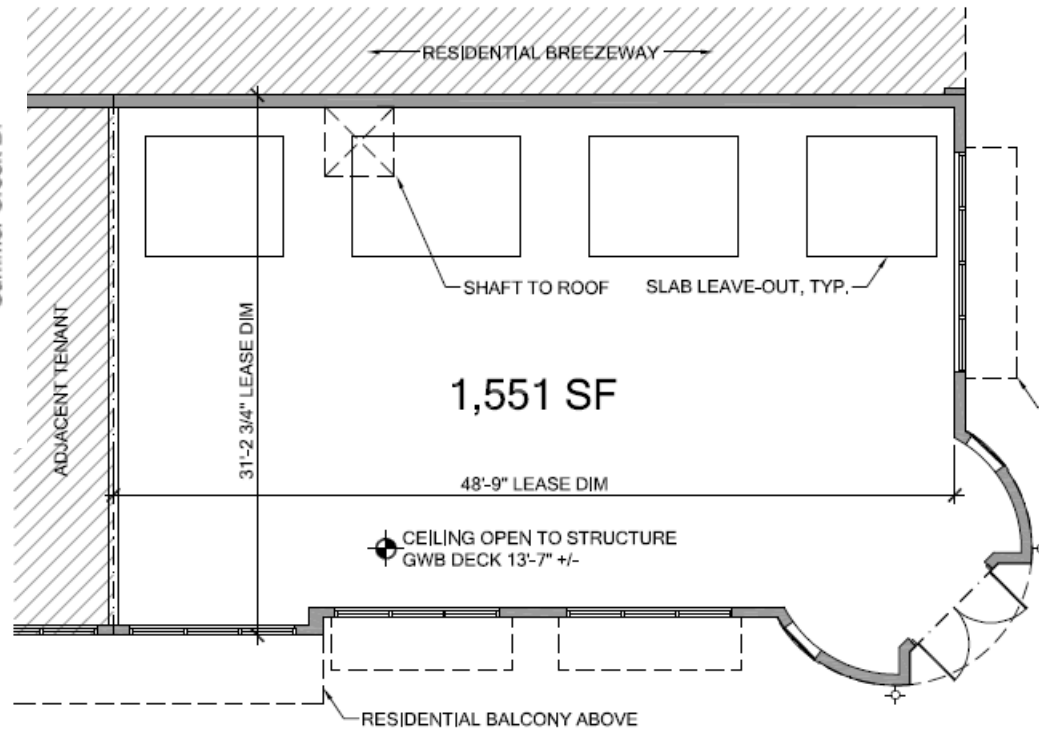 RESIDENTIAL BREEZEWAY
SHAFT TO ROOF
SLAB LEAVE-OUT, TYP.
ADJACENT TENANT
31'-2 3/4" LEASE DIM
1,551 SF
48'-9" LEASE DIM
CEILING OPEN TO STRUCTURE
GWB DECK 13'-7" +/-
RESIDENTIAL BALCONY ABOVE